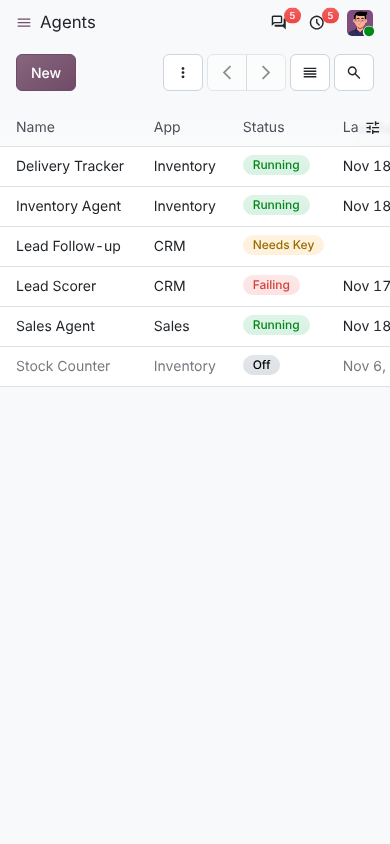 Agents 5 5
New
Name App Status La
Delivery Tracker Inventory Running Nov 18
Inventory Agent Inventory Running Nov 18
Lead Follow-up CRM Needs Key
Lead Scorer CRM Failing Nov 17
Sales Agent Sales Running Nov 18
Stock Counter Inventory Off Nov 6,